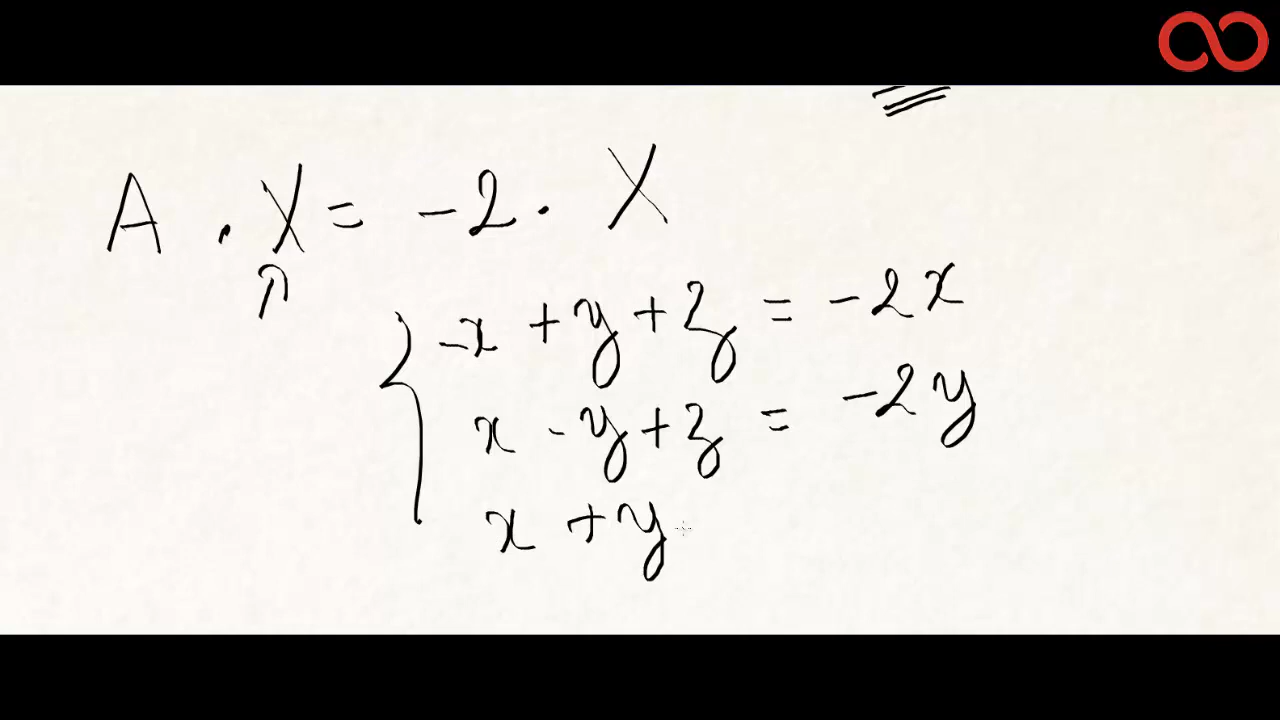 A . X = -2 . X
-x + y + z = -2x
x - y + z = -2y
x + y